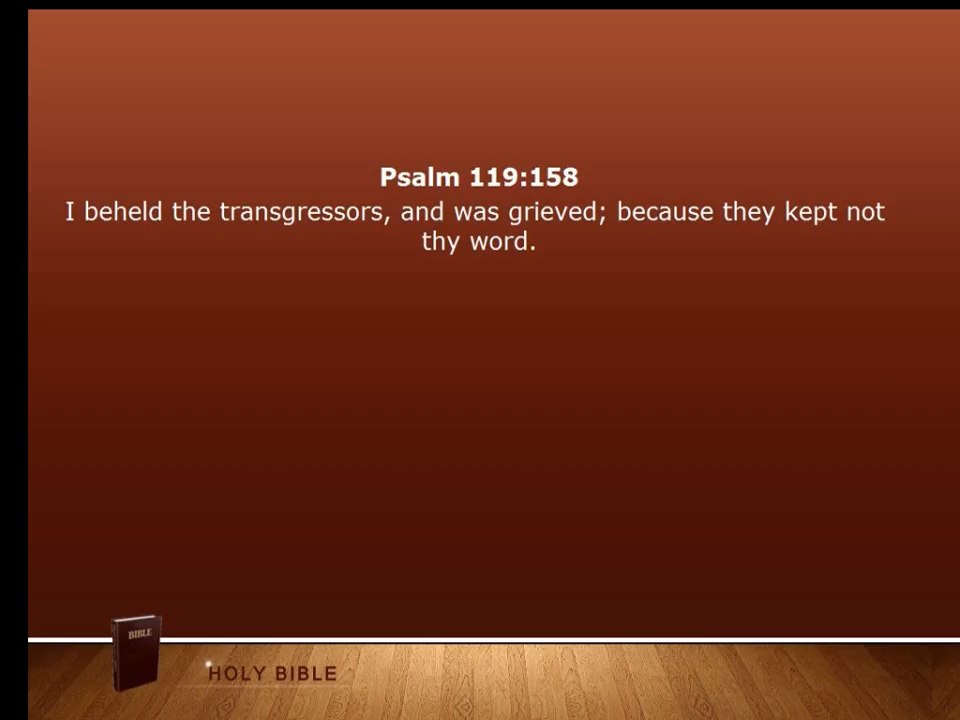 Psalm 119:158
I beheld the transgressors, and was grieved; because they kept not
thy word.
BIBLE
HOLY BIBLE